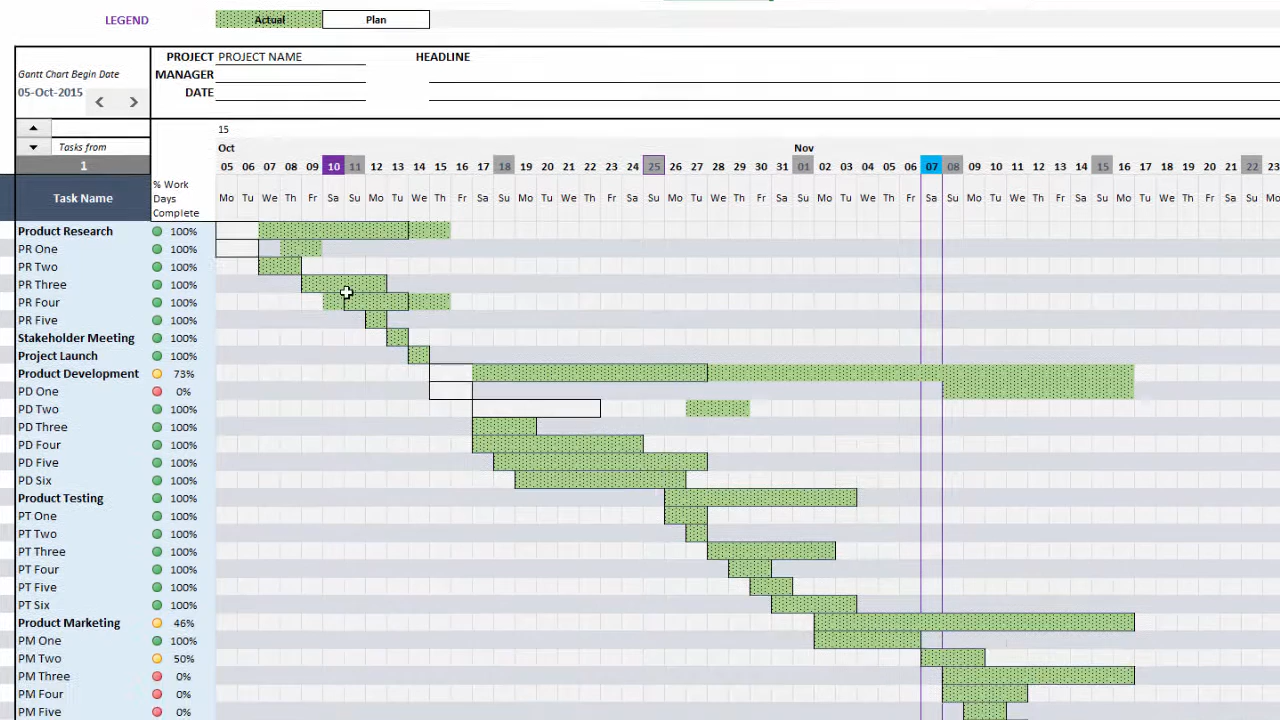 LEGEND Actual Plan
PROJECT PROJECT NAME HEADLINE
Gantt Chart Begin Date MANAGER
05-Oct-2015 < > DATE
15
Tasks from Oct Nov
1 05 06 07 08 09 10 11 12 13 14 15 16 17 18 19 20 21 22 23 24 25 26 27 28 29 30 31 01 02 03 04 05 06 07 08 09 10 11 12 13 14 15 16 17 18 19 20 21 22 23
Task Name % Work Days Complete Mo Tu We Th Fr Sa Su Mo Tu We Th Fr Sa Su Mo Tu We Th Fr Sa Su Mo Tu We Th Fr Sa Su Mo Tu We Th Fr Sa Su Mo Tu We Th Fr Sa Su Mo Tu We Th Fr Sa Su Mo
Product Research 100%
PR One 100%
PR Two 100%
PR Three 100%
PR Four 100%
PR Five 100%
Stakeholder Meeting 100%
Project Launch 100%
Product Development 73%
PD One 0%
PD Two 100%
PD Three 100%
PD Four 100%
PD Five 100%
PD Six 100%
Product Testing 100%
PT One 100%
PT Two 100%
PT Three 100%
PT Four 100%
PT Five 100%
PT Six 100%
Product Marketing 46%
PM One 100%
PM Two 50%
PM Three 0%
PM Four 0%
PM Five 0%